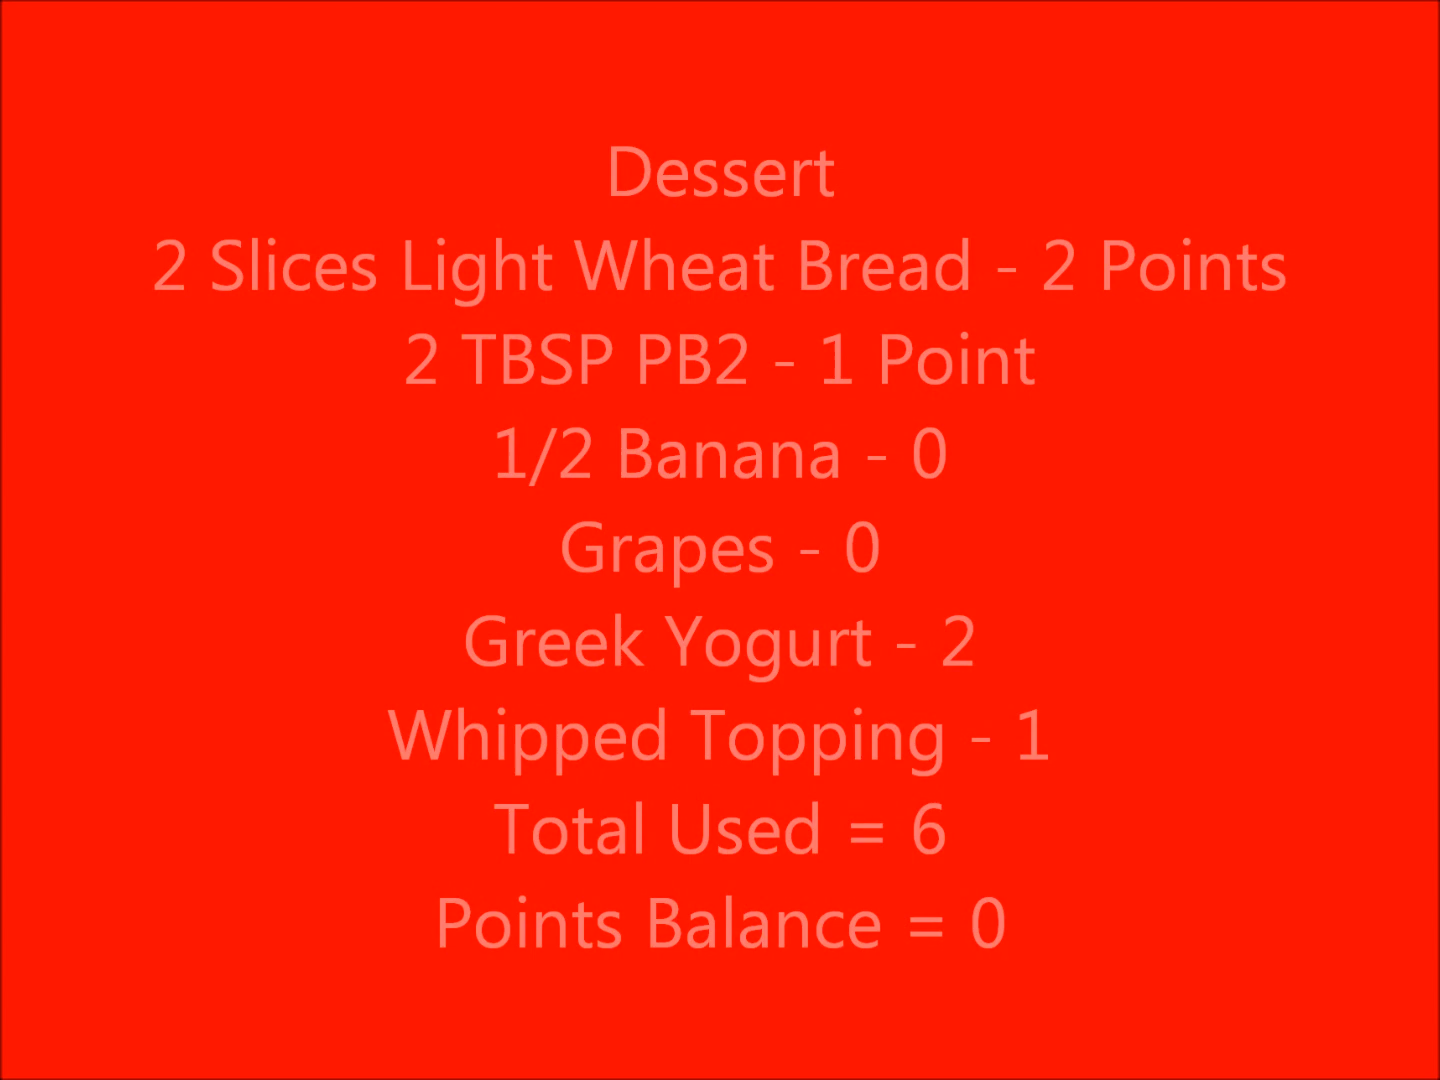 Dessert
2 Slices Light Wheat Bread - 2 Points
2 TBSP PB2 - 1 Point
1/2 Banana - 0
Grapes - 0
Greek Yogurt - 2
Whipped Topping - 1
Total Used = 6
Points Balance = 0